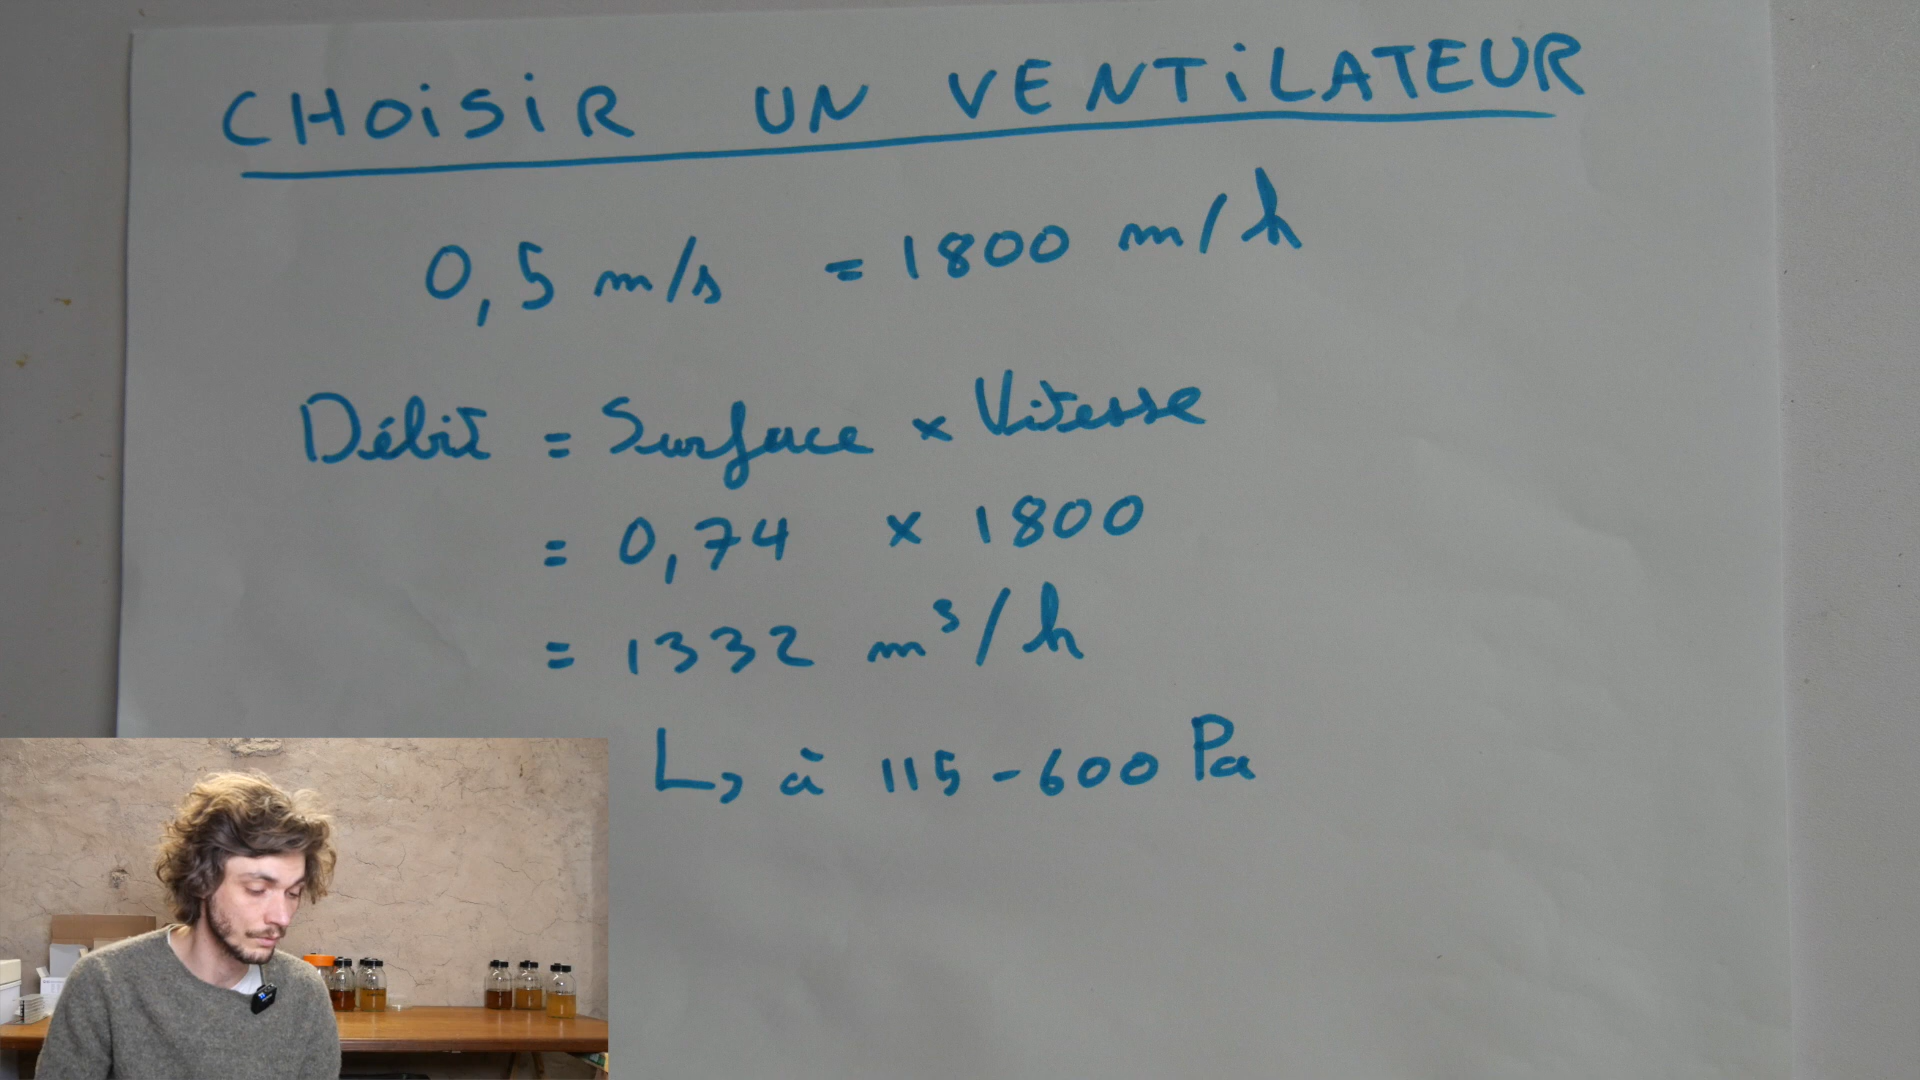 CHOiSiR UN VENTiLATEUR
0,5 m/s = 1800 m/h
Débit = Surface × Vitesse
= 0,74 × 1800
= 1332 m³/h
↳ à 115-600 Pa